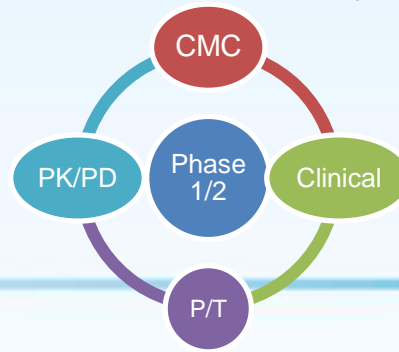 CMC
PK/PD
Phase
1/2
Clinical
P/T